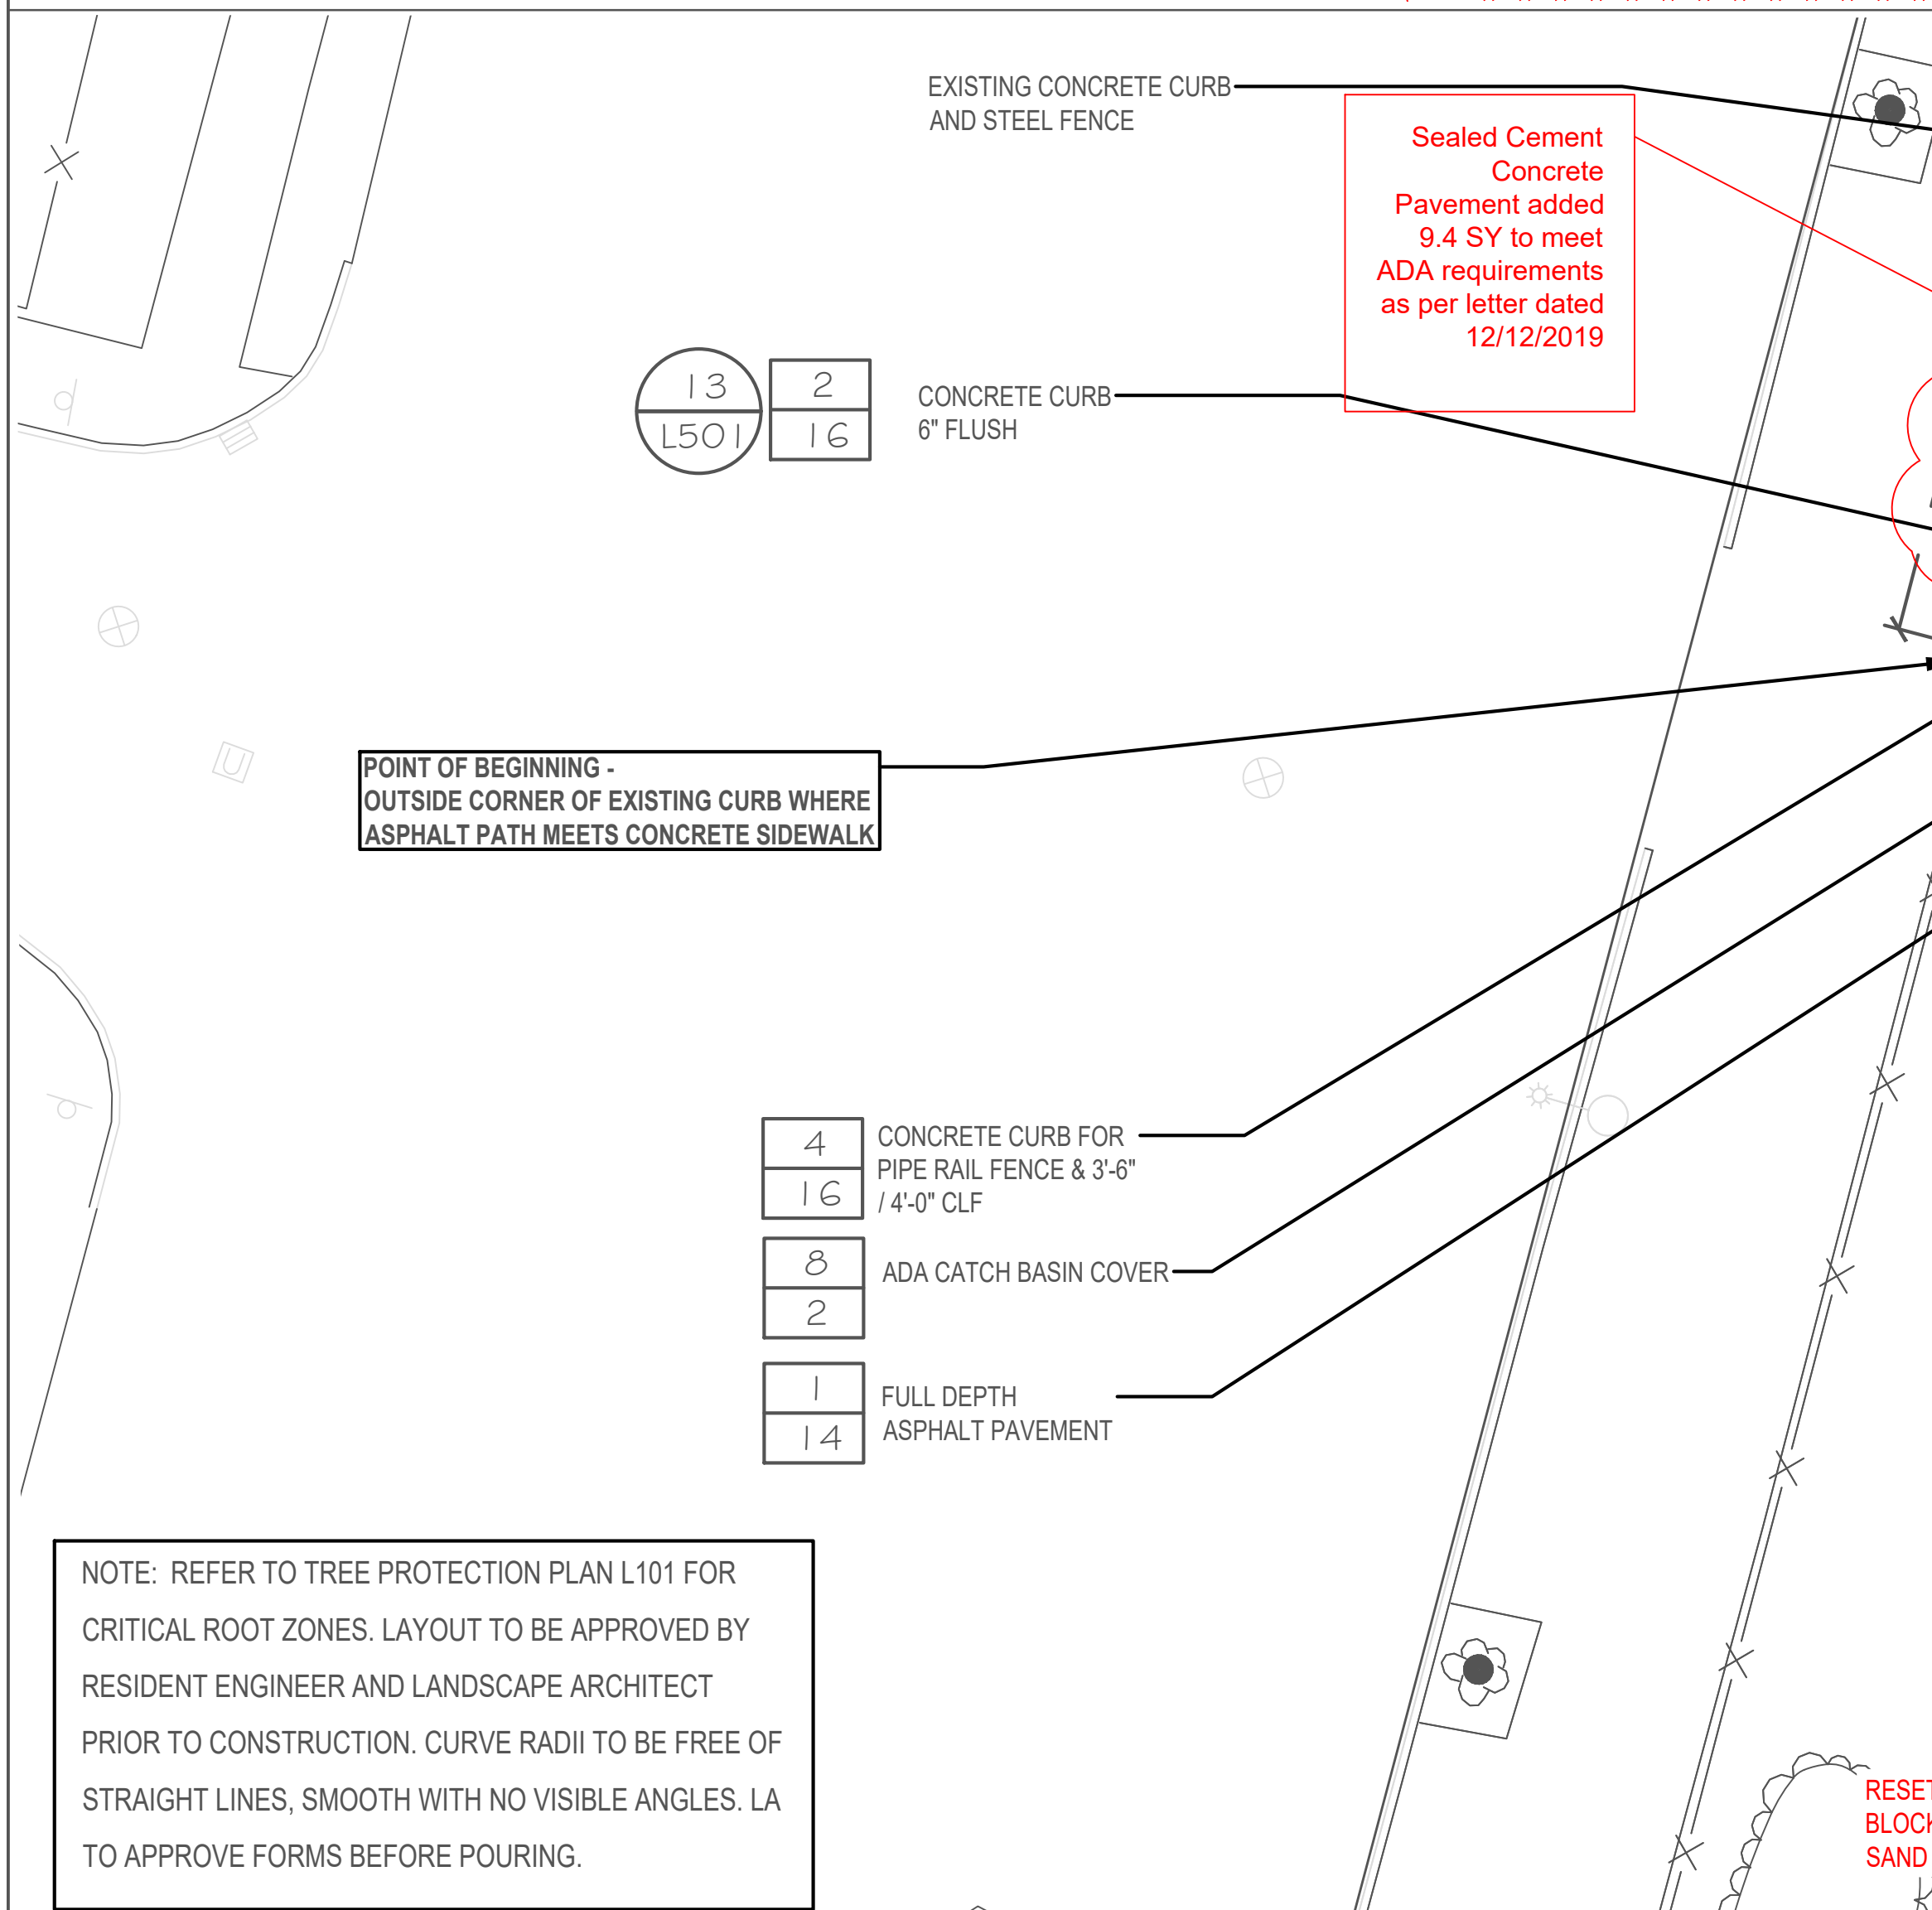 EXISTING CONCRETE CURB
AND STEEL FENCE
Sealed Cement
Concrete
Pavement added
9.4 SY to meet
ADA requirements
as per letter dated
12/12/2019
13
L501
2
16
CONCRETE CURB
6" FLUSH
U
POINT OF BEGINNING -
OUTSIDE CORNER OF EXISTING CURB WHERE
ASPHALT PATH MEETS CONCRETE SIDEWALK
4
16
CONCRETE CURB FOR
PIPE RAIL FENCE & 3'-6"
/ 4'-0" CLF
8
2
ADA CATCH BASIN COVER
1
14
FULL DEPTH
ASPHALT PAVEMENT
NOTE: REFER TO TREE PROTECTION PLAN L101 FOR
CRITICAL ROOT ZONES. LAYOUT TO BE APPROVED BY
RESIDENT ENGINEER AND LANDSCAPE ARCHITECT
PRIOR TO CONSTRUCTION. CURVE RADII TO BE FREE OF
STRAIGHT LINES, SMOOTH WITH NO VISIBLE ANGLES. LA
TO APPROVE FORMS BEFORE POURING.
RESET
BLOCK
SAND